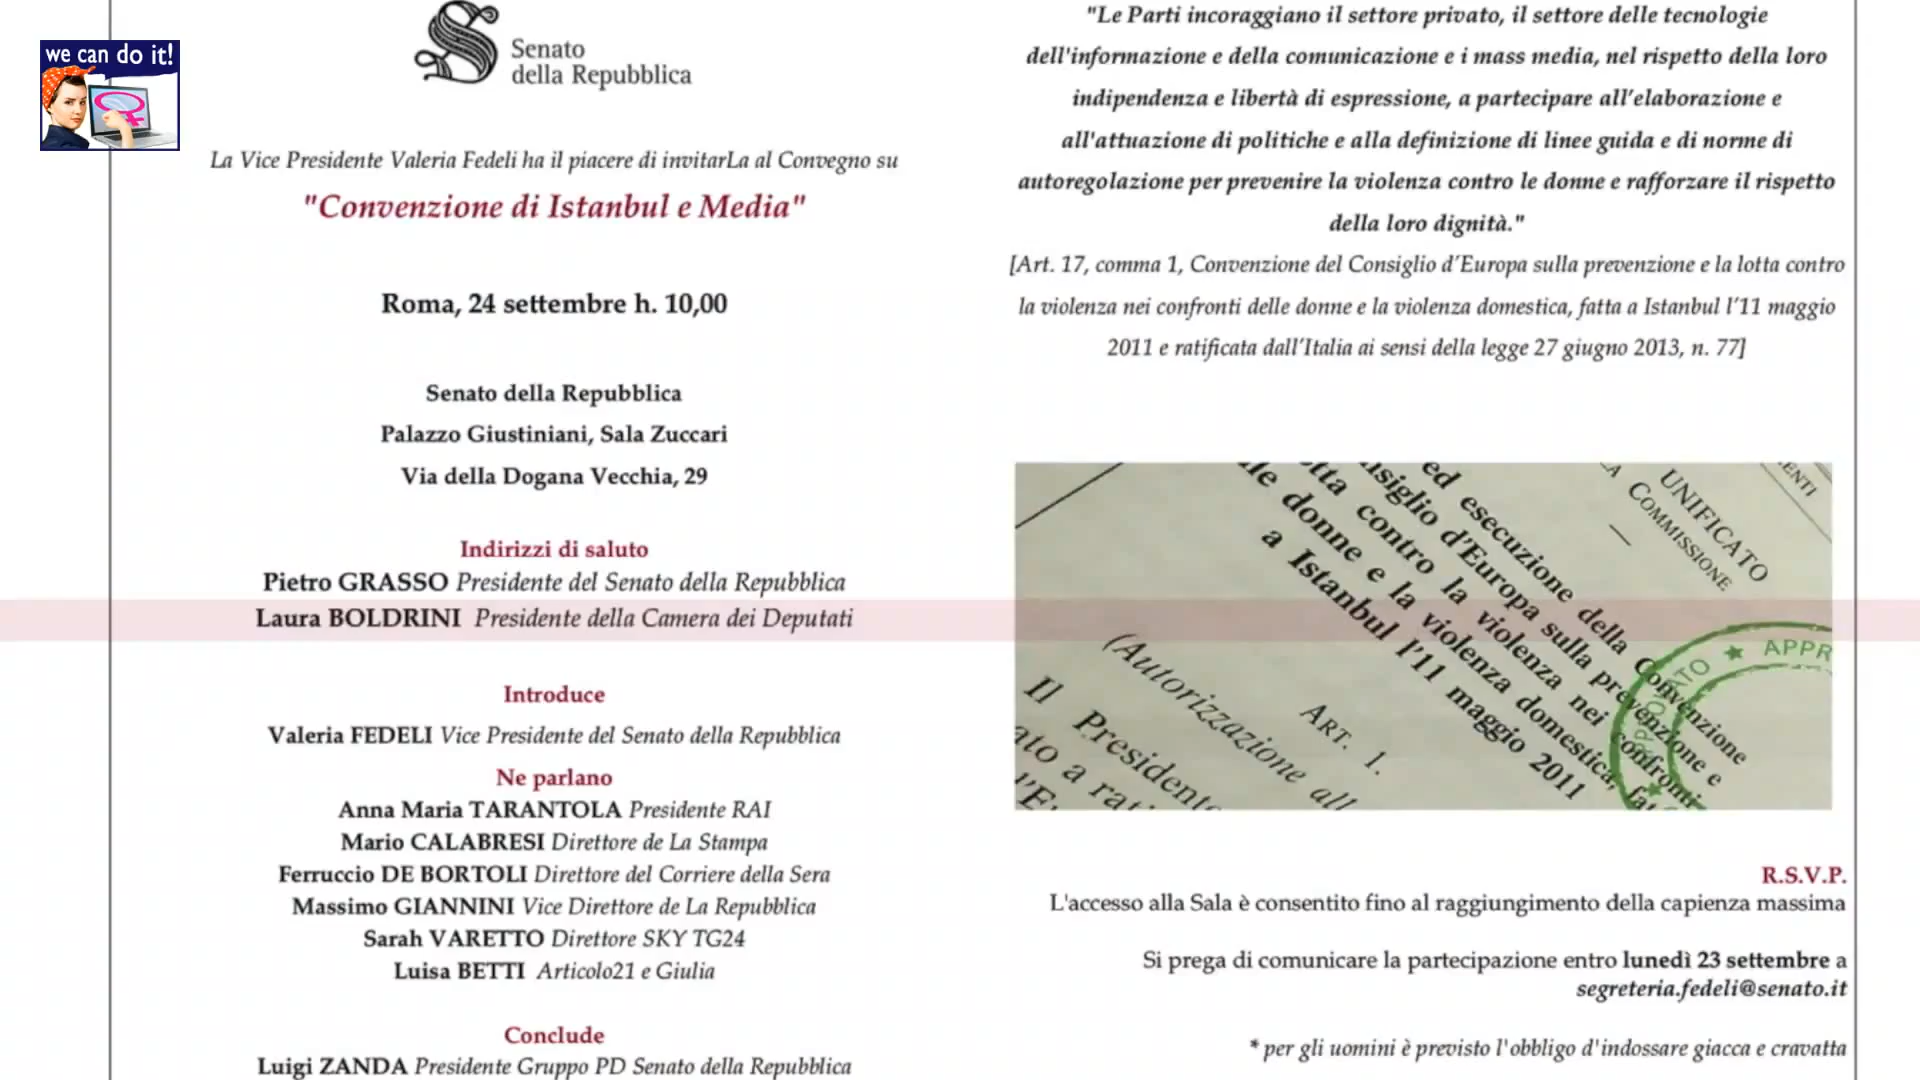 we can do it!
Senato
della Repubblica
La Vice Presidente Valeria Fedeli ha il piacere di invitarLa al Convegno su
"Convenzione di Istanbul e Media"
Roma, 24 settembre h. 10,00
Senato della Repubblica
Palazzo Giustiniani, Sala Zuccari
Via della Dogana Vecchia, 29
Indirizzi di saluto
Pietro GRASSO Presidente del Senato della Repubblica
Laura BOLDRINI Presidente della Camera dei Deputati
Introduce
Valeria FEDELI Vice Presidente del Senato della Repubblica
Ne parlano
Anna Maria TARANTOLA Presidente RAI
Mario CALABRESI Direttore de La Stampa
Ferruccio DE BORTOLI Direttore del Corriere della Sera
Massimo GIANNINI Vice Direttore de La Repubblica
Sarah VARETTO Direttore SKY TG24
Luisa BETTI Articolo21 e Giulia
Conclude
Luigi ZANDA Presidente Gruppo PD Senato della Repubblica
"Le Parti incoraggiano il settore privato, il settore delle tecnologie
dell'informazione e della comunicazione e i mass media, nel rispetto della loro
indipendenza e libertà di espressione, a partecipare all’elaborazione e
all'attuazione di politiche e alla definizione di linee guida e di norme di
autoregolazione per prevenire la violenza contro le donne e rafforzare il rispetto
della loro dignità."
[Art. 17, comma 1, Convenzione del Consiglio d’Europa sulla prevenzione e la lotta contro
la violenza nei confronti delle donne e la violenza domestica, fatta a Istanbul l’11 maggio
2011 e ratificata dall’Italia ai sensi della legge 27 giugno 2013, n. 77]
UNIFICATO
COMMISSIONE
ed esecuzione della Convenzione
nsiglio d'Europa sulla prevenzione e
tta contro la violenza nei confronti
le donne e la violenza domestica, fat
a Istanbul l'11 maggio 2011
ART. 1.
(Autorizzazione all
Il Presidente
ato a rat
l'E
APPR
R.S.V.P.
L'accesso alla Sala è consentito fino al raggiungimento della capienza massima
Si prega di comunicare la partecipazione entro lunedì 23 settembre a
segreteria.fedeli@senato.it
* per gli uomini è previsto l'obbligo d'indossare giacca e cravatta